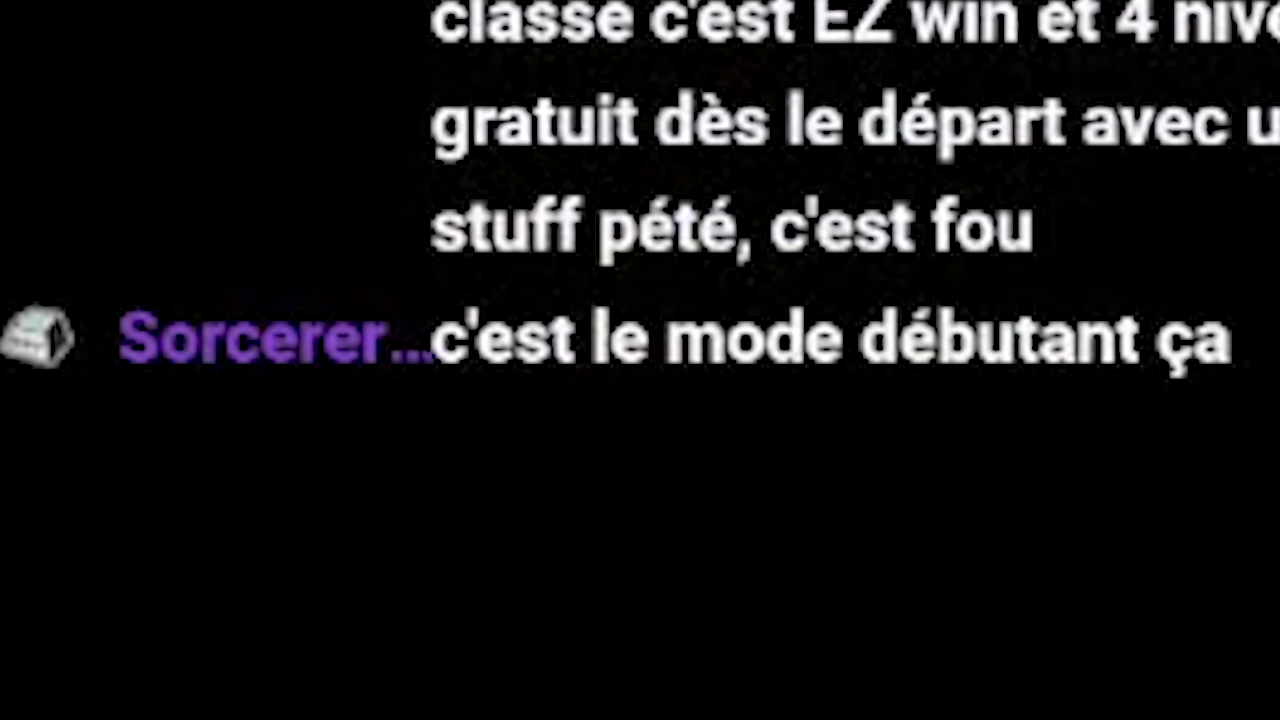 classe c'est EZ win et 4
gratuit dès le départ avec
stuff pété, c'est fou
Sorcerer...c'est le mode débutant ça